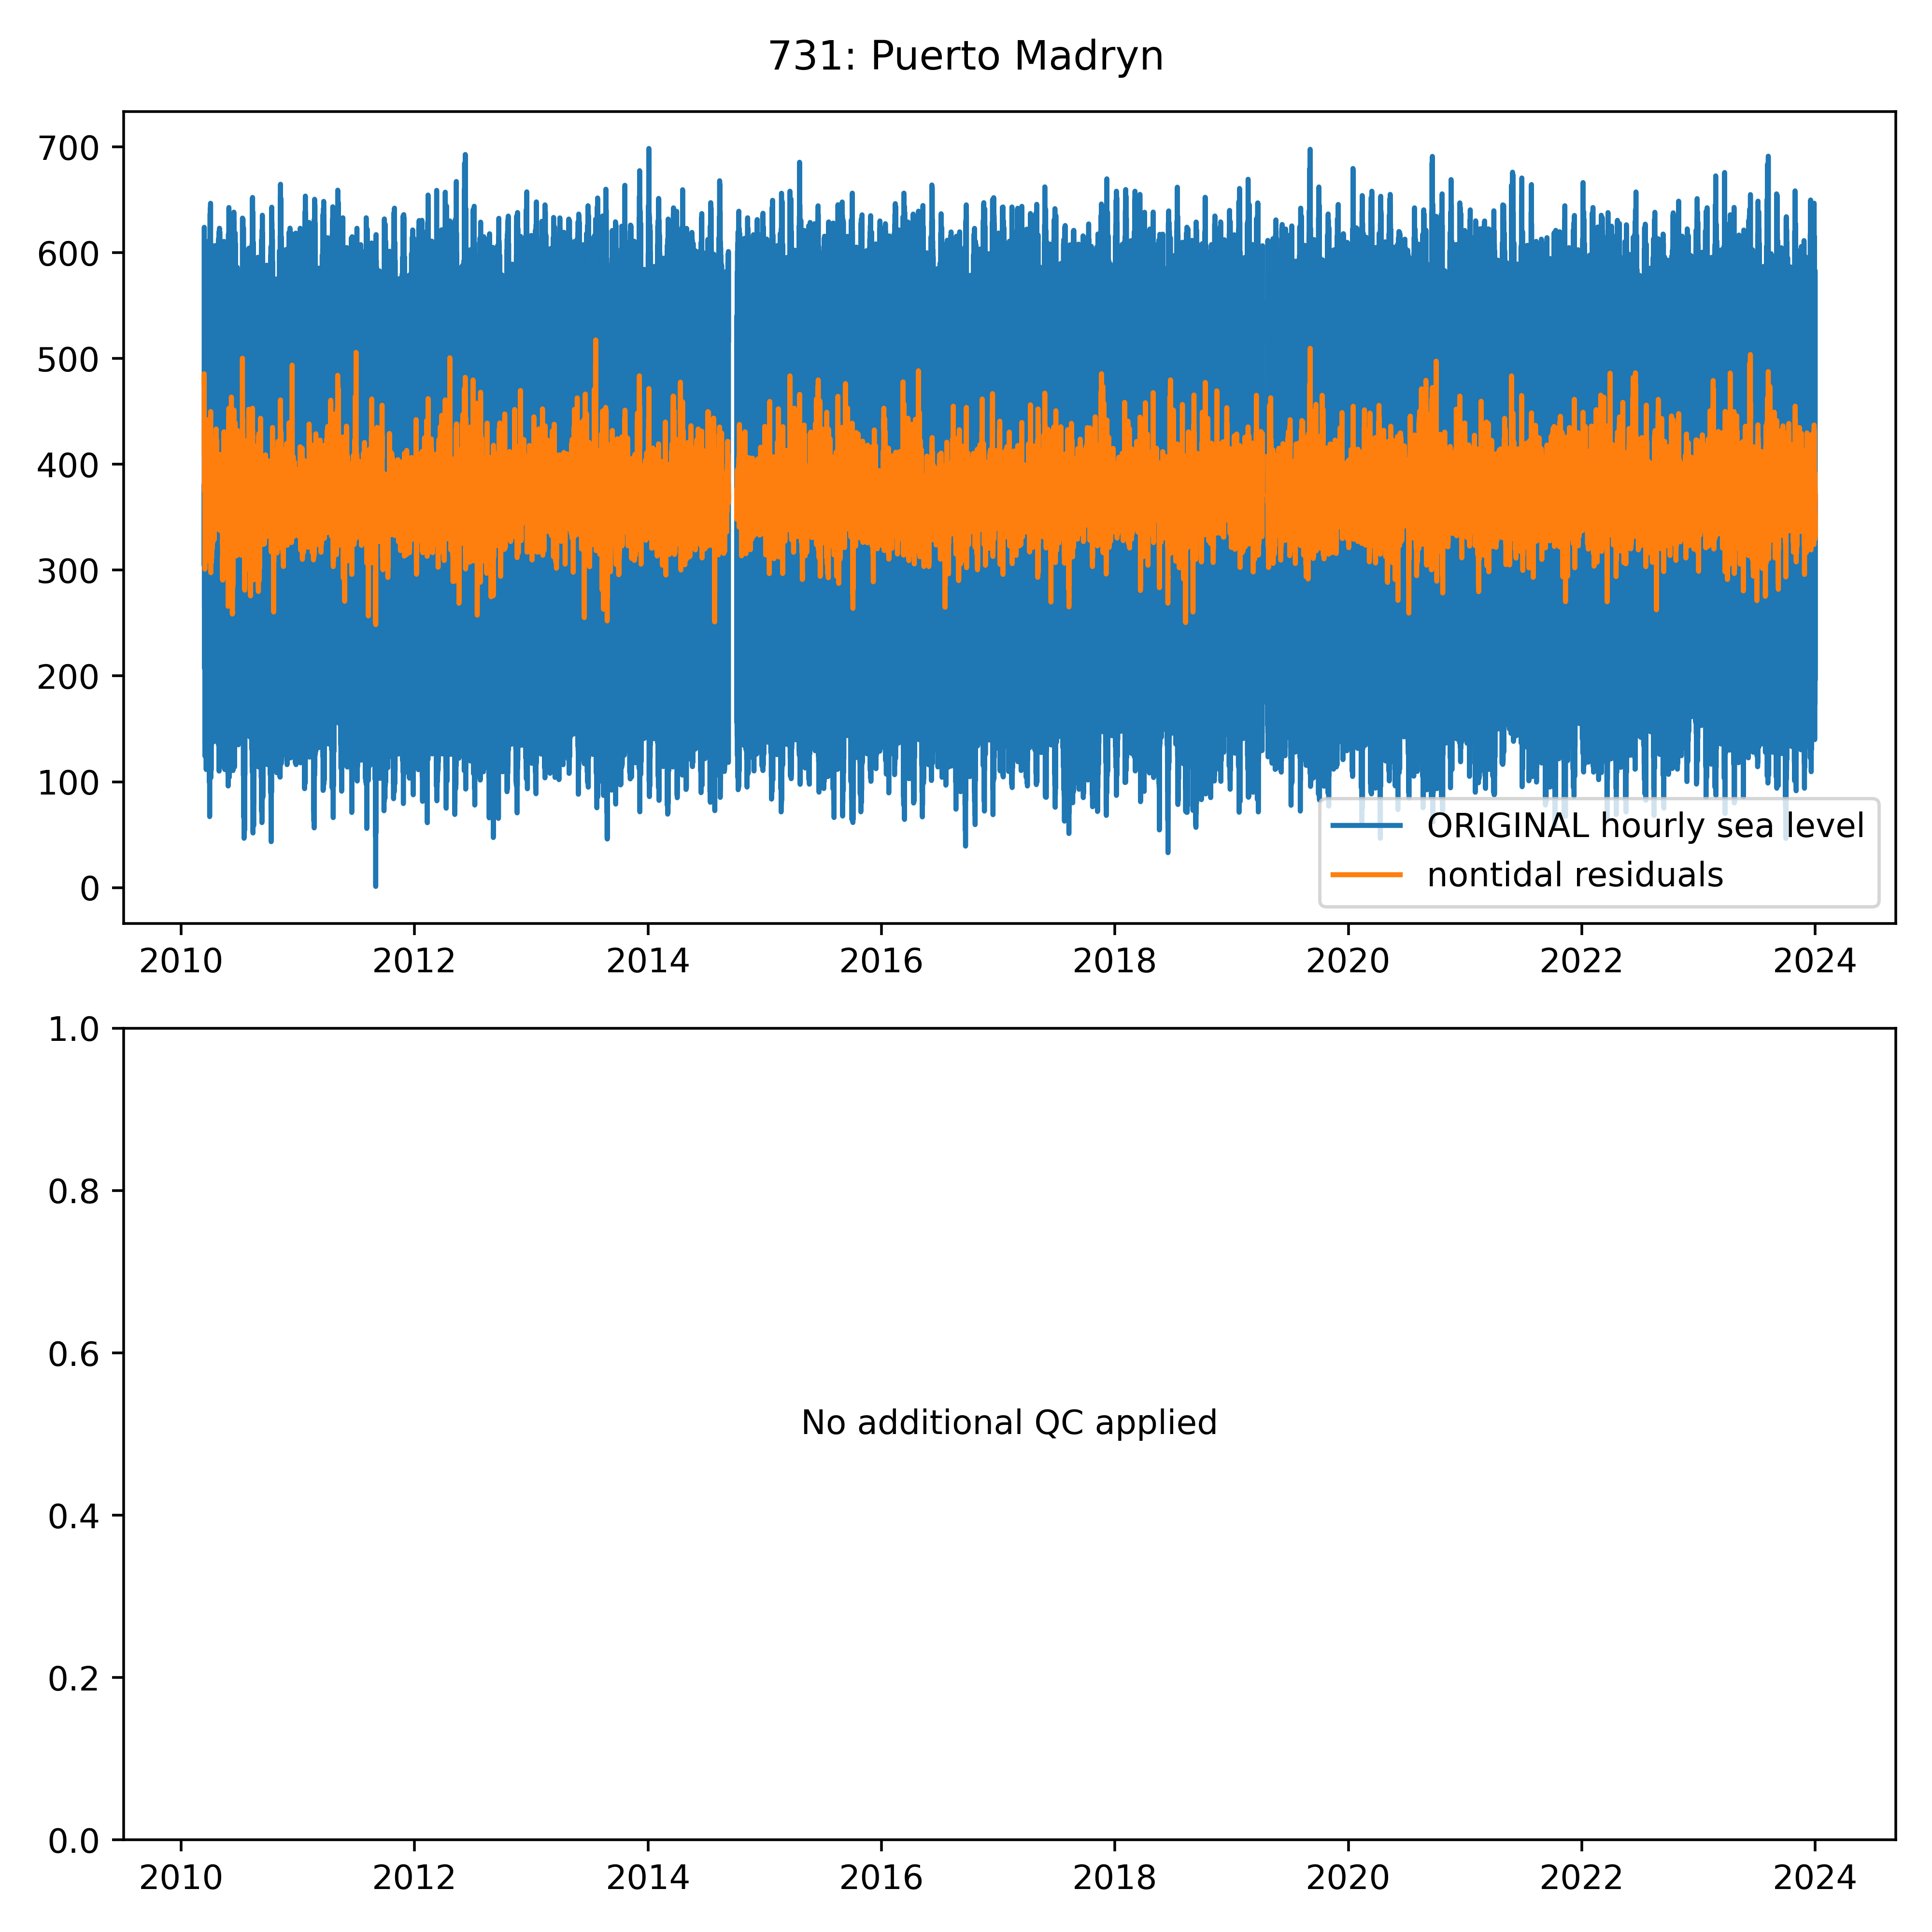 731: Puerto Madryn
700
600
500
400
300
200
100
0
ORIGINAL hourly sea level
nontidal residuals
2010 2012 2014 2016 2018 2020 2022 2024
1.0
0.8
0.6
No additional QC applied
0.4
0.2
0.0
2010 2012 2014 2016 2018 2020 2022 2024